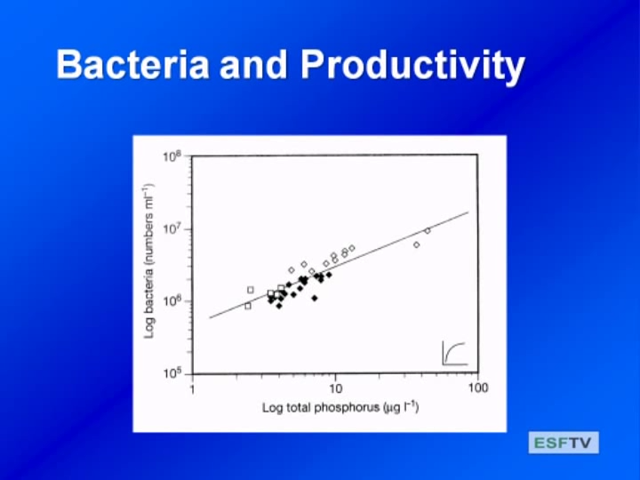 Bacteria and Productivity
Log bacteria (numbers ml⁻¹)
10⁸
10⁷
10⁶
10⁵
1
10
100
Log total phosphorus (µg l⁻¹)
ESFTV